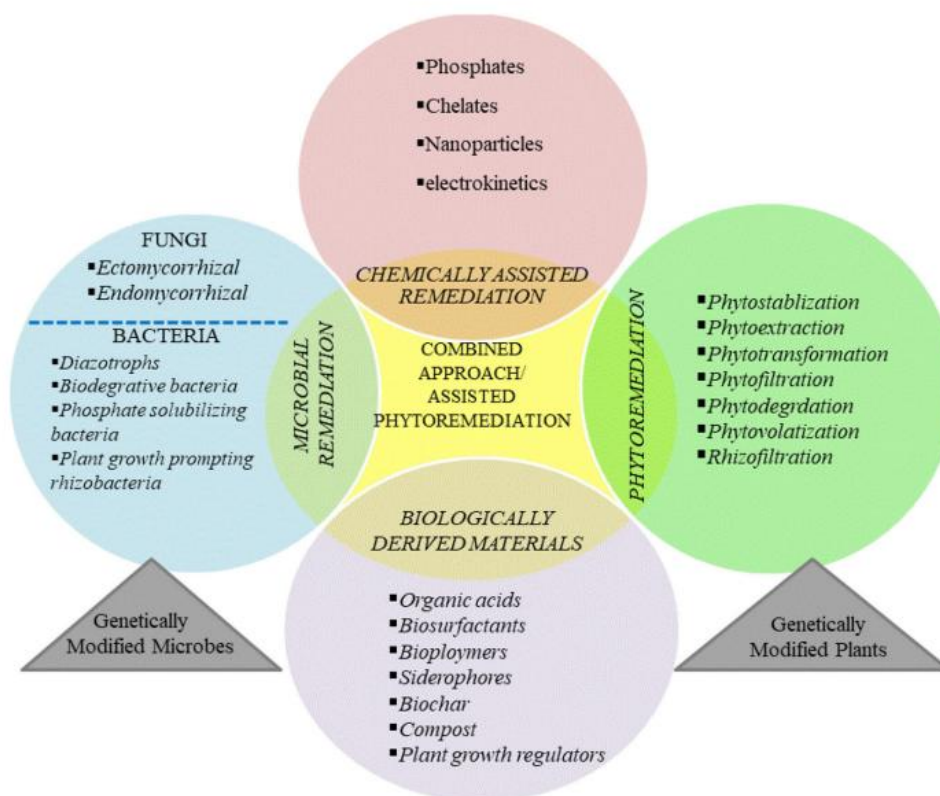 ▪Phosphates
▪Chelates
▪Nanoparticles
▪electrokinetics
CHEMICALLY ASSISTED
REMEDIATION
FUNGI
▪Ectomycorrhizal
▪Endomycorrhizal
BACTERIA
▪Diazotrophs
▪Biodegrative bacteria
▪Phosphate solubilizing
bacteria
▪Plant growth prompting
rhizobacteria
MICROBIAL
REMEDIATION
COMBINED
APPROACH/
ASSISTED
PHYTOREMEDIATION
PHYTOREMEDIATION
▪Phytostablization
▪Phytoextraction
▪Phytotransformation
▪Phytofiltration
▪Phytodegrdation
▪Phytovolatization
▪Rhizofiltration
BIOLOGICALLY
DERIVED MATERIALS
▪Organic acids
▪Biosurfactants
▪Bioploymers
▪Siderophores
▪Biochar
▪Compost
▪Plant growth regulators
Genetically
Modified Microbes
Genetically
Modified Plants